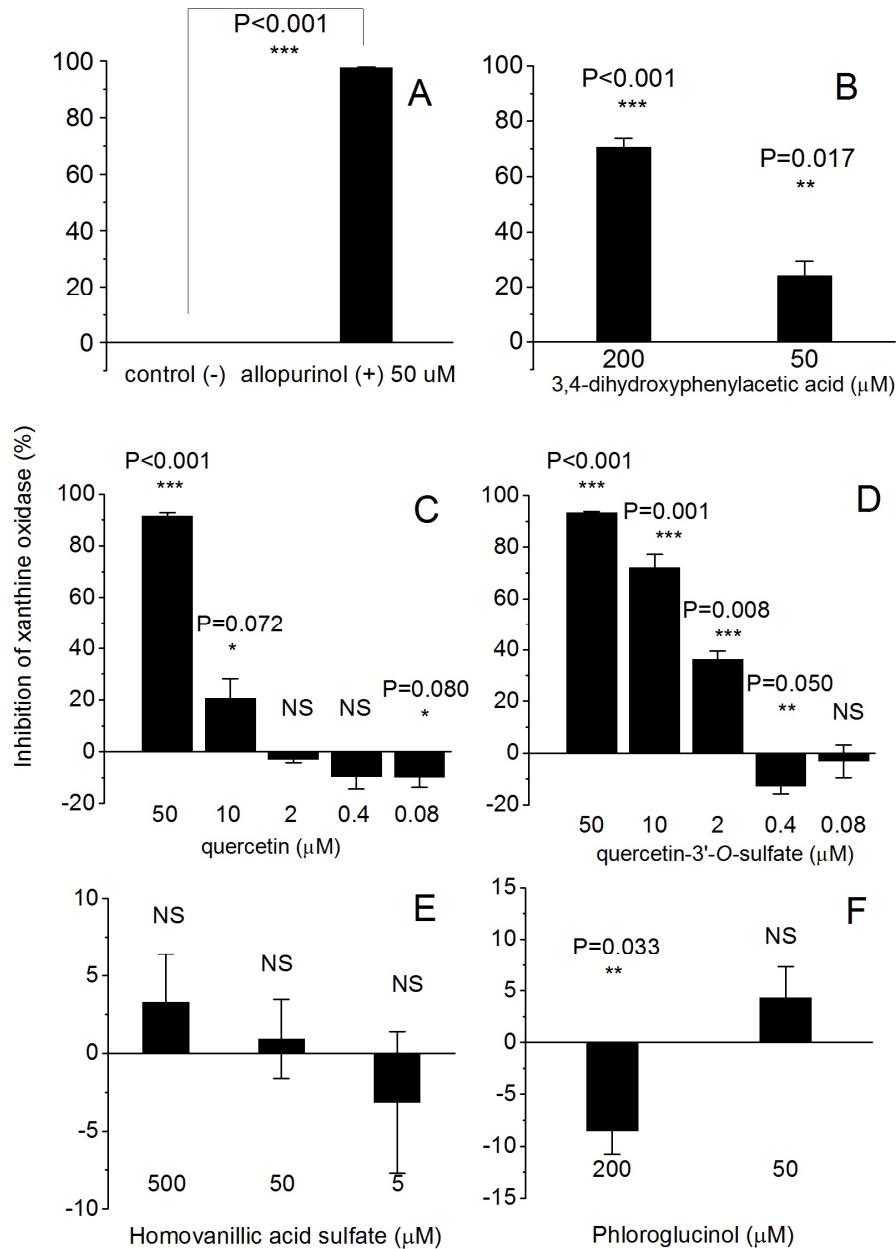 P<0.001
***
A
100
80
60
40
20
0
control (-) allopurinol (+) 50 uM
P<0.001
***
B
P=0.017
**
100
80
60
40
20
0
200 50
3,4-dihydroxyphenylacetic acid (μM)
Inhibition of xanthine oxidase (%)
P<0.001
***
C
P=0.072
*
NS NS
P=0.080
*
100
80
60
40
20
0
-20
50 10 2 0.4 0.08
quercetin (μM)
P<0.001
***
D
P=0.001
***
P=0.008
***
P=0.050
**
NS
100
80
60
40
20
0
-20
50 10 2 0.4 0.08
quercetin-3'-O-sulfate (μM)
E
NS
NS
NS
10
5
0
-5
-10
500 50 5
Homovanillic acid sulfate (μM)
F
P=0.033
**
NS
15
10
5
0
-5
-10
-15
200 50
Phloroglucinol (μM)